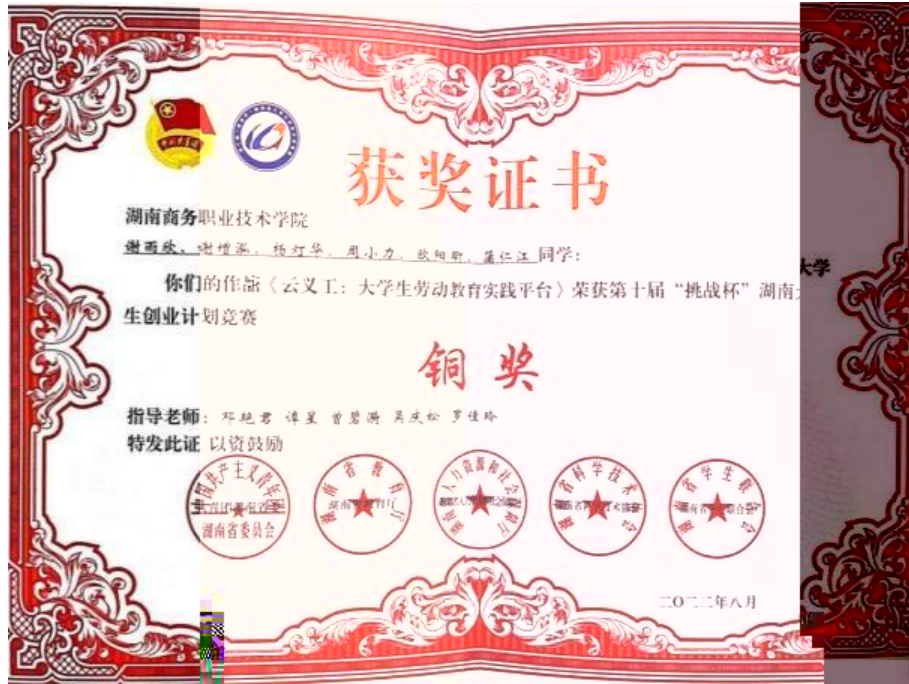 获奖证书
湖南商务职业技术学院
谢雨欣、谢增泓、杨灯华、周小力、欧阳昕、蒲仁江 同学:
你们的作品《云义工:大学生劳动教育实践平台》荣获第十届“挑战杯”湖南大学
生创业计划竞赛
铜奖
指导老师:邓艳君 谭星 曾碧漪 吴庆松 罗佳玲
特发此证 以资鼓励
湖南省委员会
二〇二二年八月